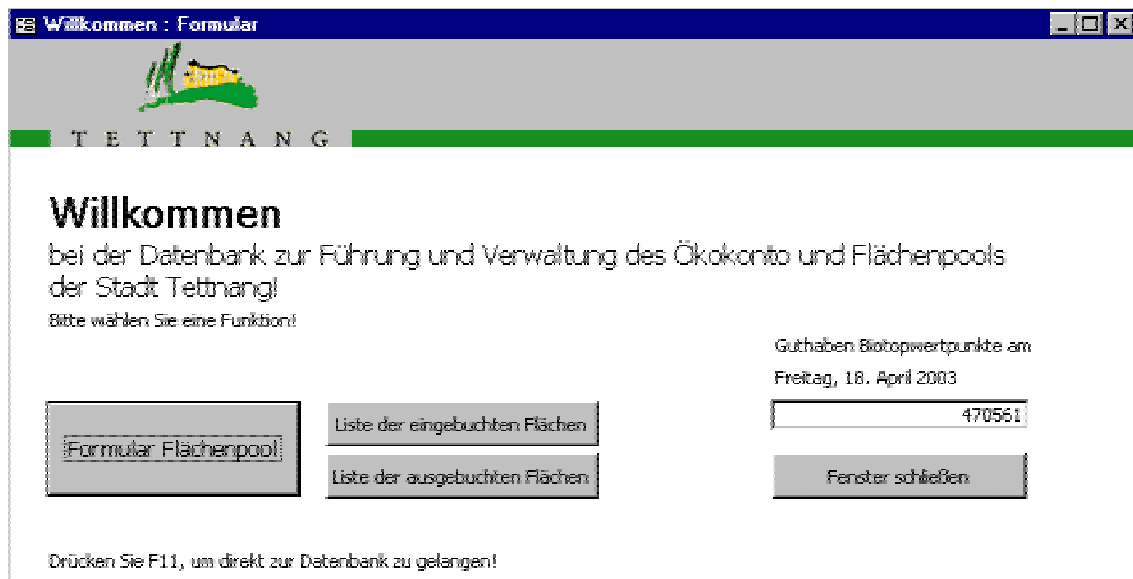 Willkommen : Formular
TETTNANG
Willkommen
bei der Datenbank zur Führung und Verwaltung des Ökokonto und Flächenpools
der Stadt Tettnang!
Bitte wählen Sie eine Funktion!
Guthaben Biotopwertpunkte am
Freitag, 18. April 2003
470561
Formular Flächenpool
Liste der eingebuchten Flächen
Liste der ausgebuchten Flächen
Fenster schließen
Drücken Sie F11, um direkt zur Datenbank zu gelangen!